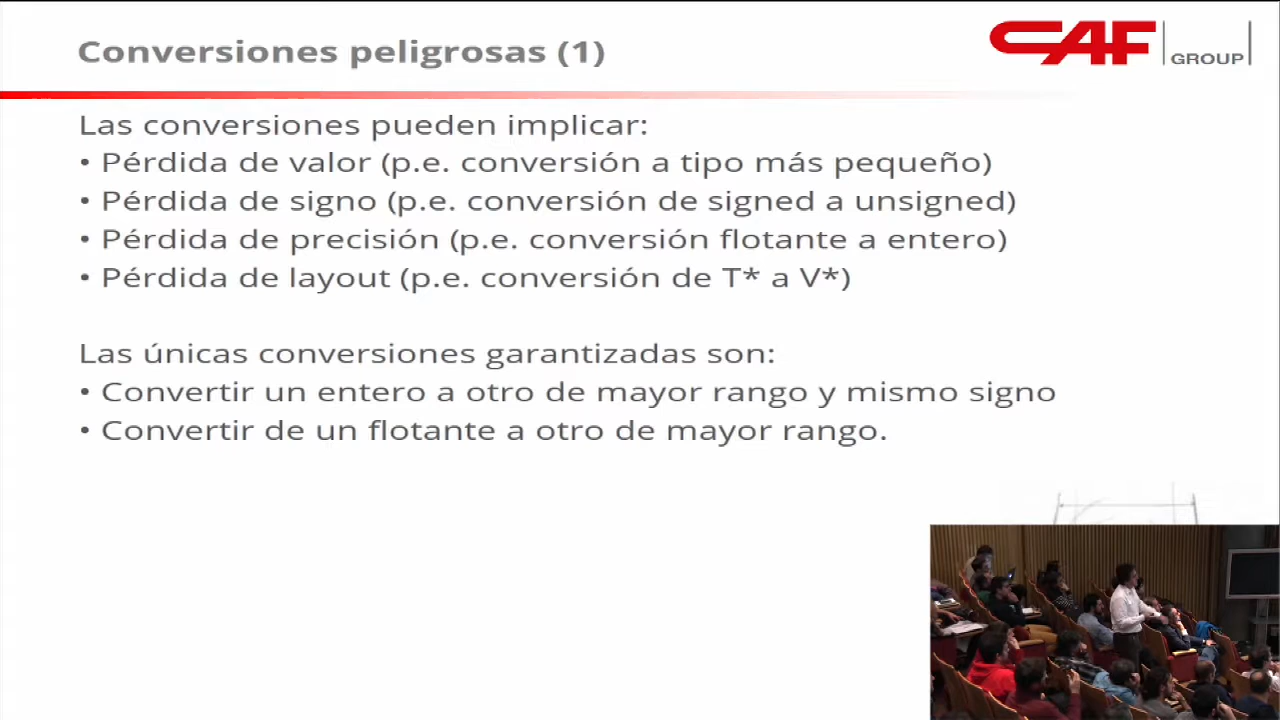 Conversiones peligrosas (1)
CAF GROUP
Las conversiones pueden implicar:
• Pérdida de valor (p.e. conversión a tipo más pequeño)
• Pérdida de signo (p.e. conversión de signed a unsigned)
• Pérdida de precisión (p.e. conversión flotante a entero)
• Pérdida de layout (p.e. conversión de T* a V*)
Las únicas conversiones garantizadas son:
• Convertir un entero a otro de mayor rango y mismo signo
• Convertir de un flotante a otro de mayor rango.